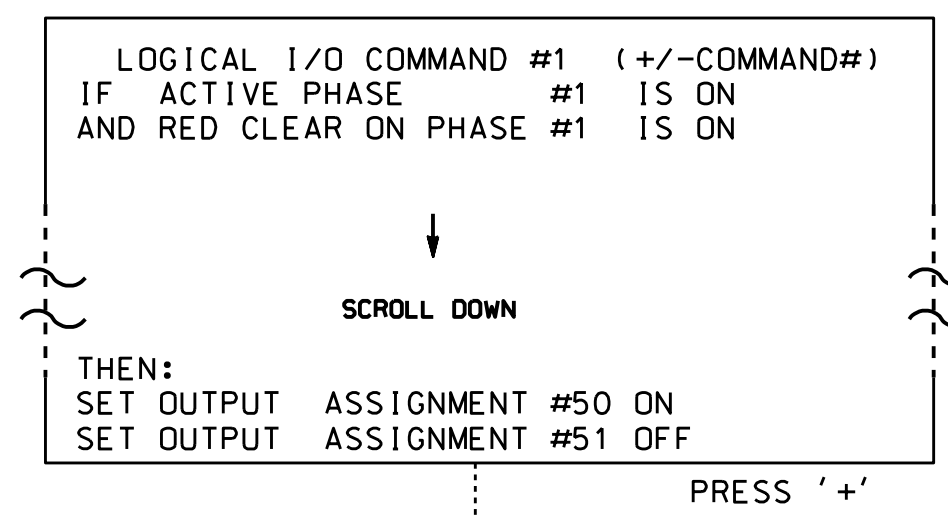 LOGICAL I/O COMMAND #1 (+/-COMMAND#)
IF ACTIVE PHASE #1 IS ON
AND RED CLEAR ON PHASE #1 IS ON
SCROLL DOWN
THEN:
SET OUTPUT ASSIGNMENT #50 ON
SET OUTPUT ASSIGNMENT #51 OFF
PRESS '+'